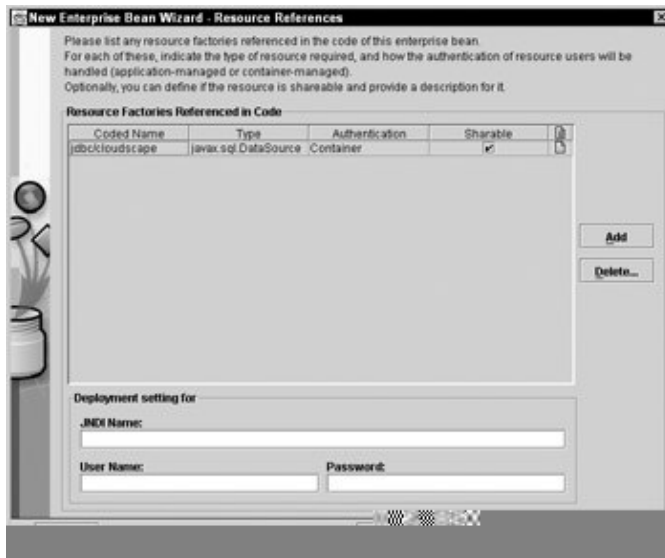 New Enterprise Bean Wizard - Resource References
Please list any resource factories referenced in the code of this enterprise bean.
For each of these, indicate the type of resource required, and how the authentication of resource users will be
handled (application-managed or container-managed).
Optionally, you can define if the resource is shareable and provide a description for it.
Resource Factories Referenced in Code
Coded Name Type Authentication Sharable
jdbc/cloudscape javax.sql.DataSource Container
Add
Delete...
Deployment setting for
JNDI Name:
User Name: Password: